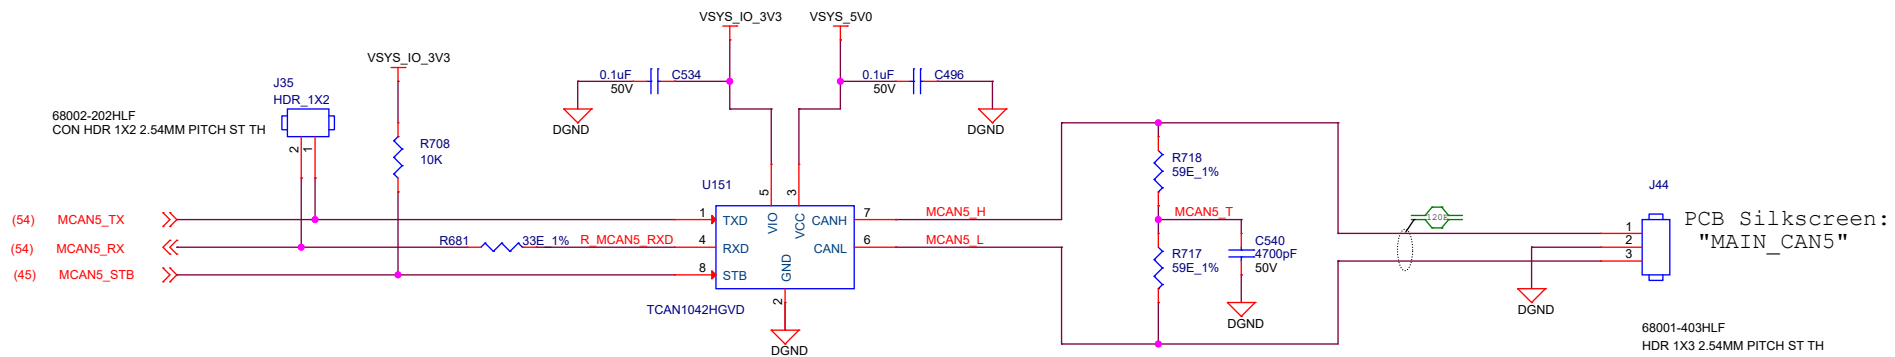 VSYS_IO_3V3
VSYS_5V0
VSYS_IO_3V3
0.1uF
C534
50V
0.1uF
C496
50V
J35
HDR_1X2
68002-202HLF
CON HDR 1X2 2.54MM PITCH ST TH
DGND
DGND
2
1
R708
10K
R718
59E_1%
U151
5
3
J44
(54)
MCAN5_TX
1
TXD
VIO
VCC
CANH
7
MCAN5_H
MCAN5_T
120E
PCB Silkscreen:
"MAIN_CAN5"
1
2
3
(54)
MCAN5_RX
R681
33E_1%
R_MCAN5_RXD
4
RXD
CANL
6
MCAN5_L
R717
59E_1%
C540
4700pF
50V
(45)
MCAN5_STB
8
STB
GND
2
TCAN1042HGVD
DGND
DGND
DGND
68001-403HLF
HDR 1X3 2.54MM PITCH ST TH